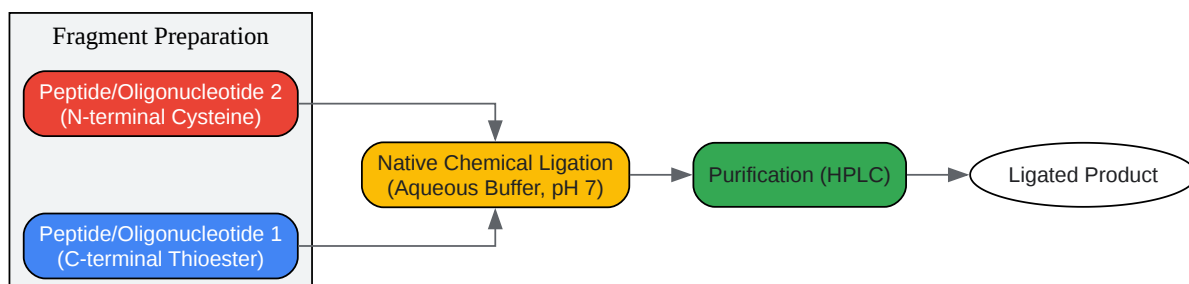 Fragment Preparation
Peptide/Oligonucleotide 2
(N-terminal Cysteine)
Peptide/Oligonucleotide 1
(C-terminal Thioester)
Native Chemical Ligation
(Aqueous Buffer, pH 7)
Purification (HPLC)
Ligated Product